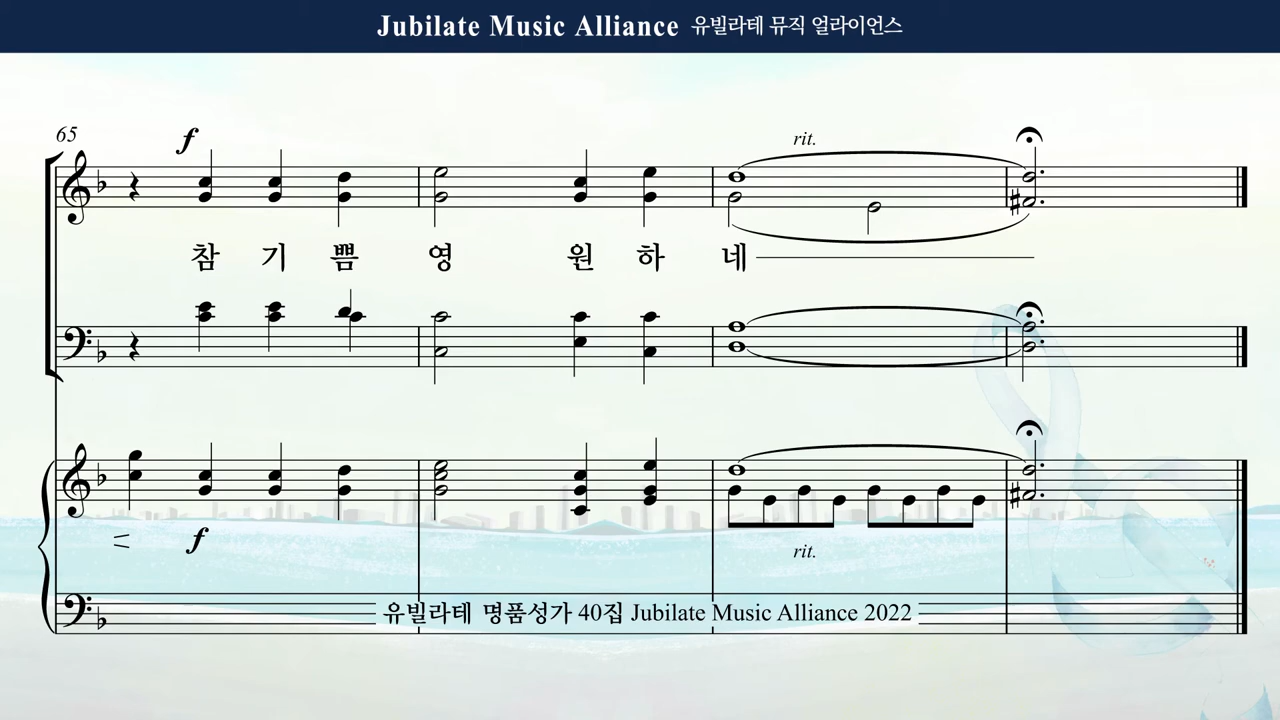 Jubilate Music Alliance 유빌라테 뮤직 얼라이언스
65
f
rit.
참 기 쁨 영 원 하 네
f
rit.
유빌라테 명품성가 40집 Jubilate Music Alliance 2022